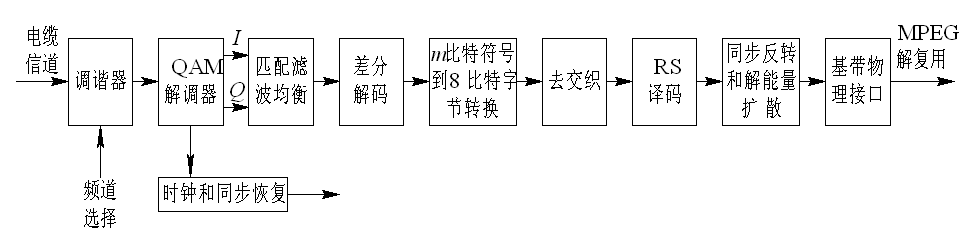 电缆
信道
调谐器
频道
选择
QAM
解调器
I
Q
时钟和同步恢复
匹配滤
波均衡
差分
解码
m比特符号
到8 比特字
节转换
去交织
RS
译码
同步反转
和解能量
扩散
基带物
理接口
MPEG
解复用